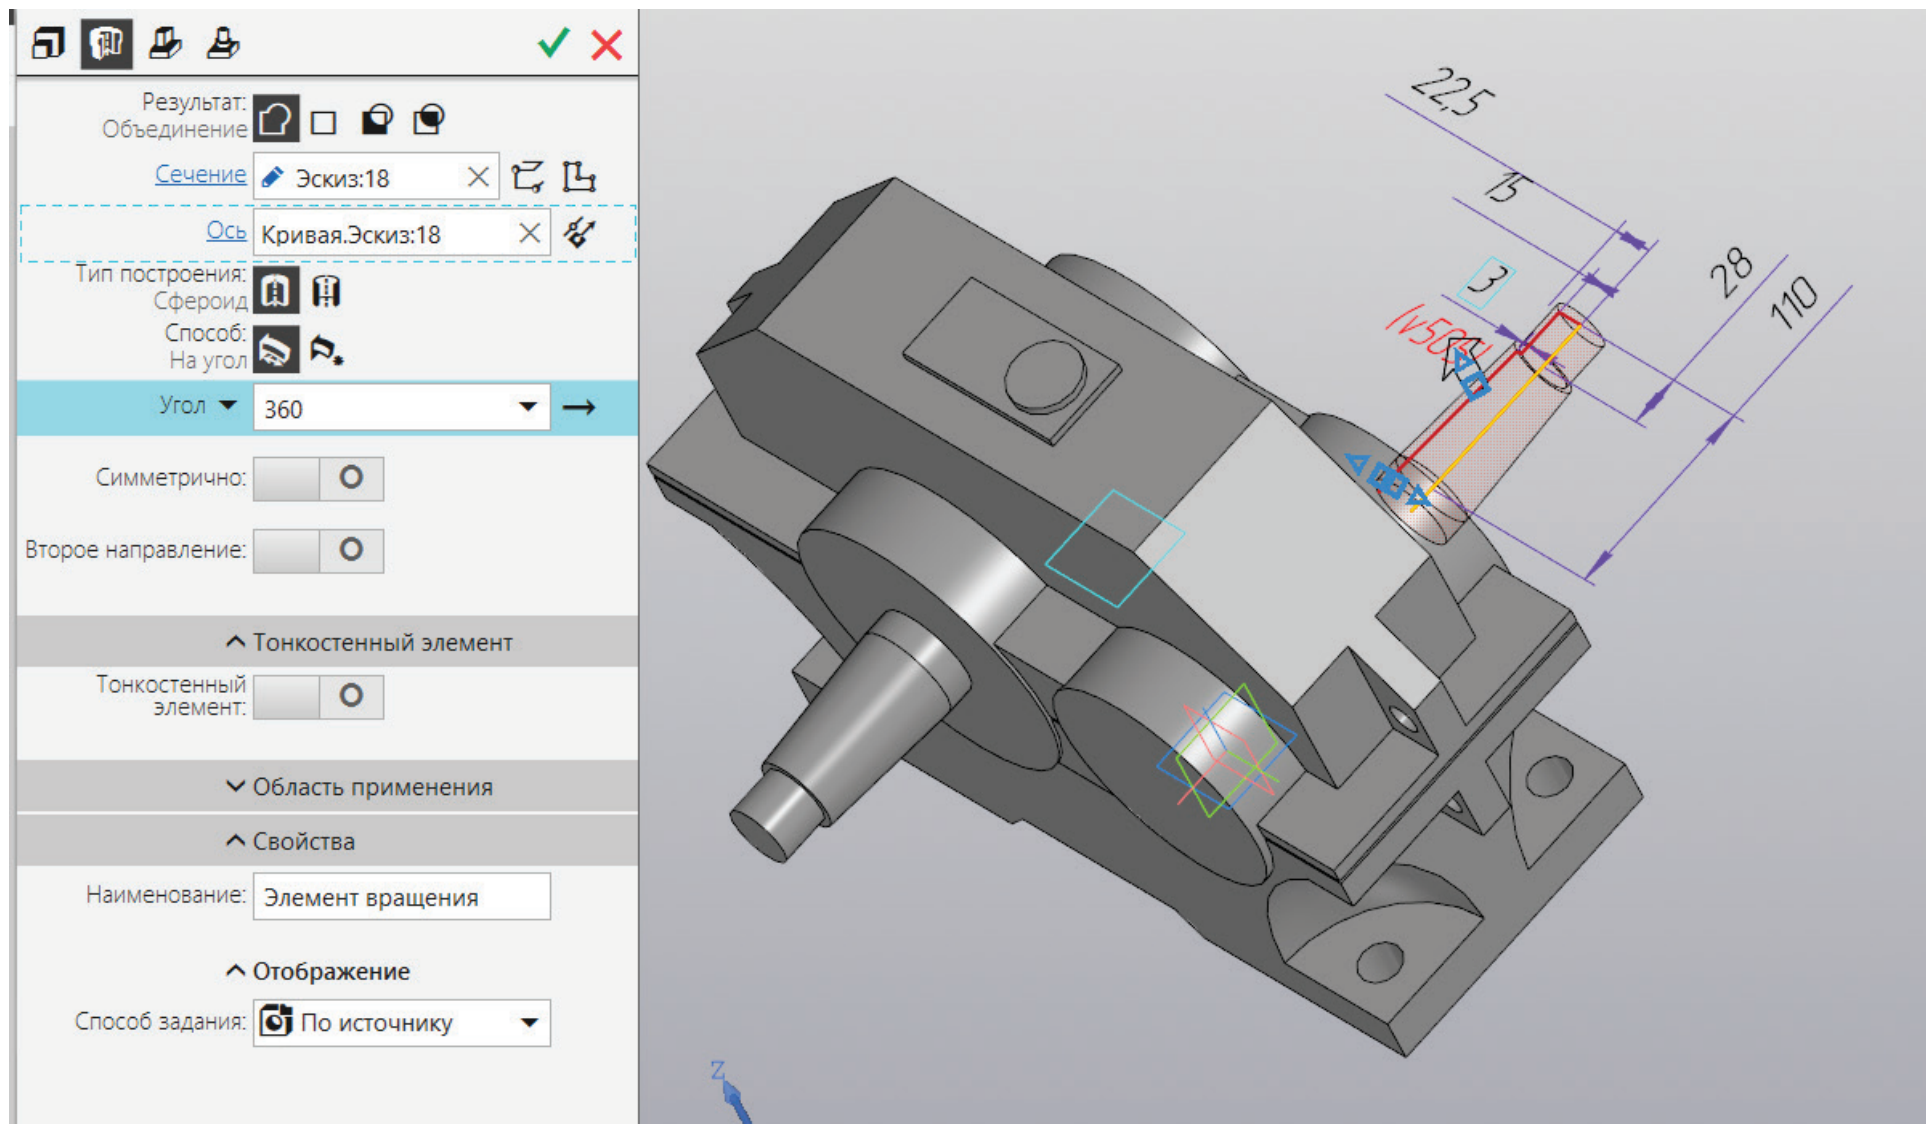 Результат:
Объединение
Сечение
Эскиз:18
Ось
Кривая.Эскиз:18
Тип построения:
Сфероид
Способ:
На угол
Угол
360
Симметрично:
Второе направление:
Тонкостенный элемент
Тонкостенный
элемент:
Область применения
Свойства
Наименование:
Элемент вращения
Отображение
Способ задания:
По источнику
22,5
15
3
28
110
Z